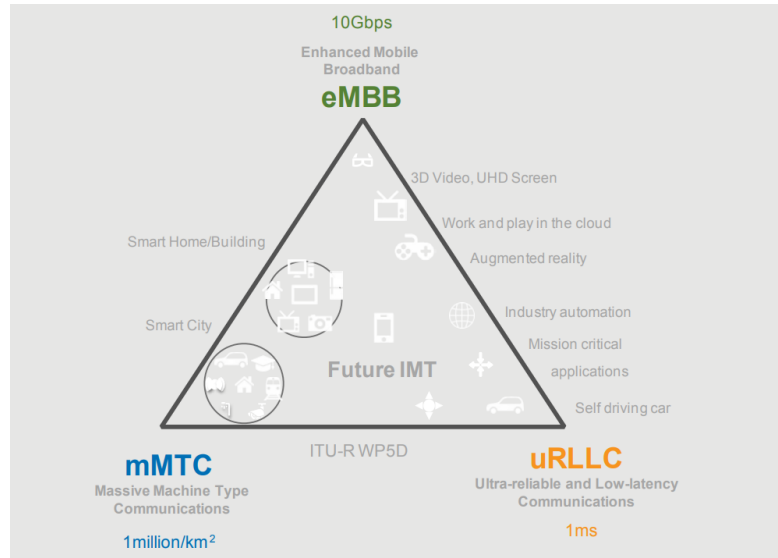 10Gbps
Enhanced Mobile
Broadband
eMBB
3D Video, UHD Screen
Work and play in the cloud
Smart Home/Building
Augmented reality
Industry automation
Smart City
Mission critical
applications
Future IMT
Self driving car
ITU-R WP5D
mMTC
Massive Machine Type
Communications
1million/km²
uRLLC
Ultra-reliable and Low-latency
Communications
1ms